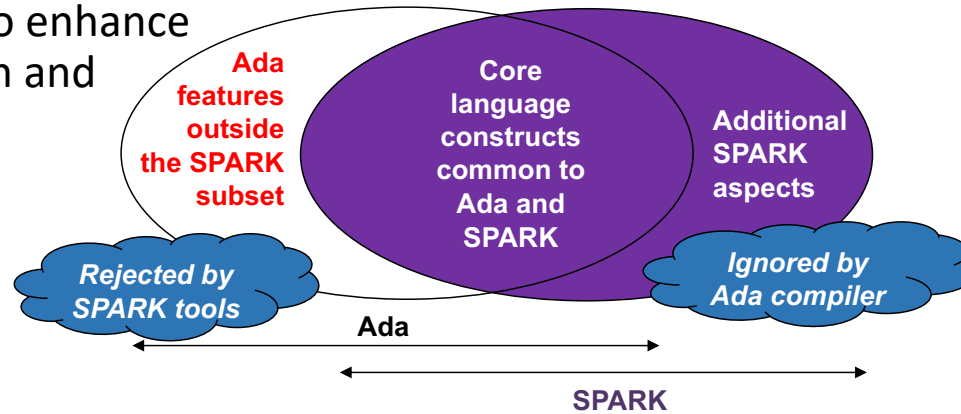 o enhance
n and
Ada
features
outside
the SPARK
subset
Core
language
constructs
common to
Ada and
SPARK
Additional
SPARK
aspects
Rejected by
SPARK tools
Ignored by
Ada compiler
Ada
SPARK